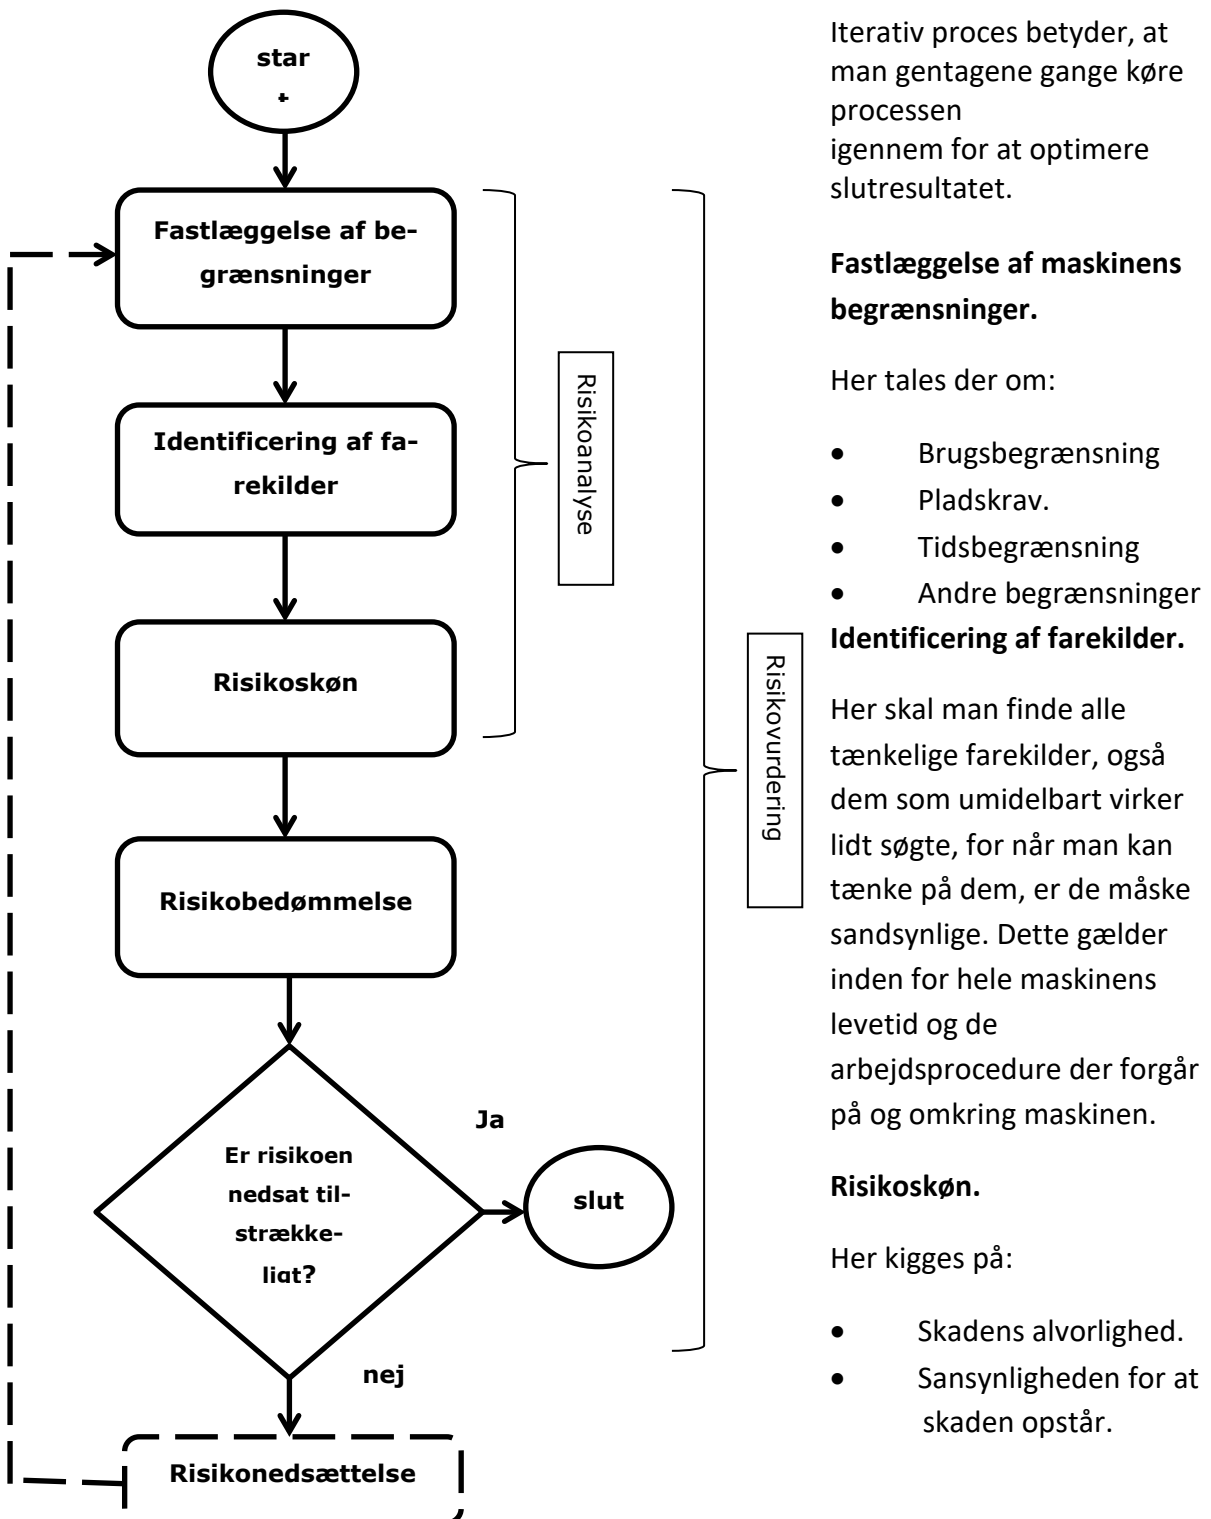 star
Fastlæggelse af be-
grænsninger
Identificering af fa-
rekilder
Risikoskøn
Risikobedømmelse
Er risikoen
nedsat til-
strække-
ligt?
Ja
slut
nej
Risikonedsættelse
Risikoanalyse
Risikovurdering
Iterativ proces betyder, at
man gentagene gange køre
processen
igennem for at optimere
slutresultatet.
Fastlæggelse af maskinens
begrænsninger.
Her tales der om:
• Brugsbegrænsning
• Pladskrav.
• Tidsbegrænsning
• Andre begrænsninger
Identificering af farekilder.
Her skal man finde alle
tænkelige farekilder, også
dem som umidelbart virker
lidt søgte, for når man kan
tænke på dem, er de måske
sandsynlige. Dette gælder
inden for hele maskinens
levetid og de
arbejdsprocedure der forgår
på og omkring maskinen.
Risikoskøn.
Her kigges på:
• Skadens alvorlighed.
• Sansynligheden for at
skaden opstår.